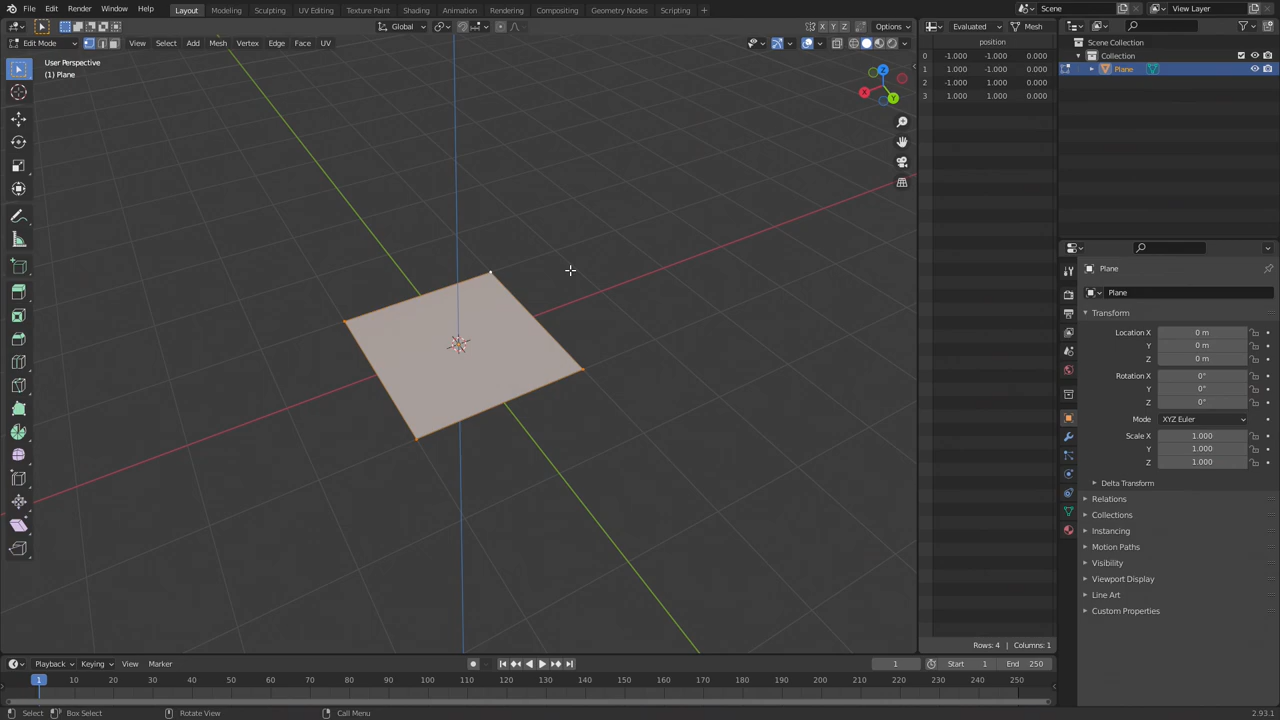 File Edit Render Window Help Layout Modeling Sculpting UV Editing Texture Paint Shading Animation Rendering Compositing Geometry Nodes Scripting + Scene View Layer
Global Options Evaluated Mesh
X Y Z
Edit Mode View Select Add Mesh Vertex Edge Face UV
position
Scene Collection
Collection
Plane
0 -1.000 -1.000 0.000
1 1.000 -1.000 0.000
2 -1.000 1.000 0.000
3 1.000 1.000 0.000
User Perspective
(1) Plane
Z
X
Y
Plane
Plane
Transform
Location X 0 m
Y 0 m
Z 0 m
Rotation X 0°
Y 0°
Z 0°
Mode XYZ Euler
Scale X 1.000
Y 1.000
Z 1.000
Delta Transform
Relations
Collections
Instancing
Motion Paths
Visibility
Viewport Display
Line Art
Custom Properties
Rows: 4 | Columns: 1
Playback Keying View Marker 1 Start 1 End 250
1 10 20 30 40 50 60 70 80 90 100 110 120 130 140 150 160 170 180 190 200 210 220 230 240 250
Select Box Select Rotate View Call Menu 2.93.1